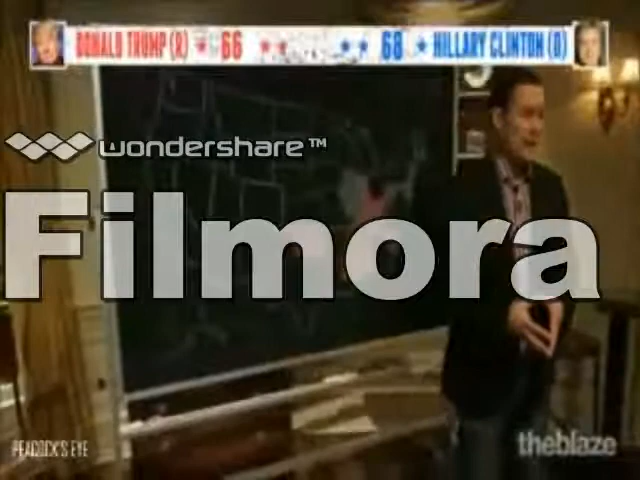 DONALD TRUMP (R) ★ 66 ★★ ★★ 68 ★ HILLARY CLINTON (D)
wondershare™
Filmora
PEACOCK'S EYE theblaze